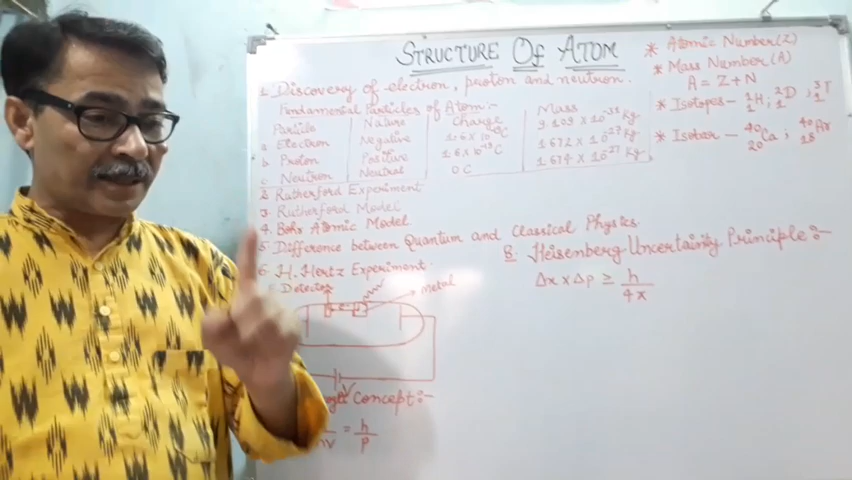 STRUCTURE OF ATOM
1. Discovery of electron, proton and neutron.
Fundamental Particles of Atom:-
Particle Nature Charge Mass
a Electron Negative 1.6 x 10⁻¹⁹C 9.109 x 10⁻³¹ Kg
b Proton Positive 1.6 x 10⁻¹⁹C 1.672 x 10⁻²⁷ Kg
c. Neutron Neutral 0 C 1.674 x 10⁻²⁷ Kg
2. Rutherford Experiment
3. Rutherford Model
4. Bohr Atomic Model
5. Difference between Quantum and Classical Physics.
6. H. Hertz Experiment
E. Detector
metal
V
Concept:-
= h/p
* Atomic Number (Z)
* Mass Number (A)
A = Z + N
* Isotopes - ¹₁H, ²₁D, ³₁T
* Isobar - ⁴⁰₂₀Ca ; ⁴⁰₁₈Ar
8. Heisenberg Uncertainity Principle:-
Δx x Δp ≥ h/4x